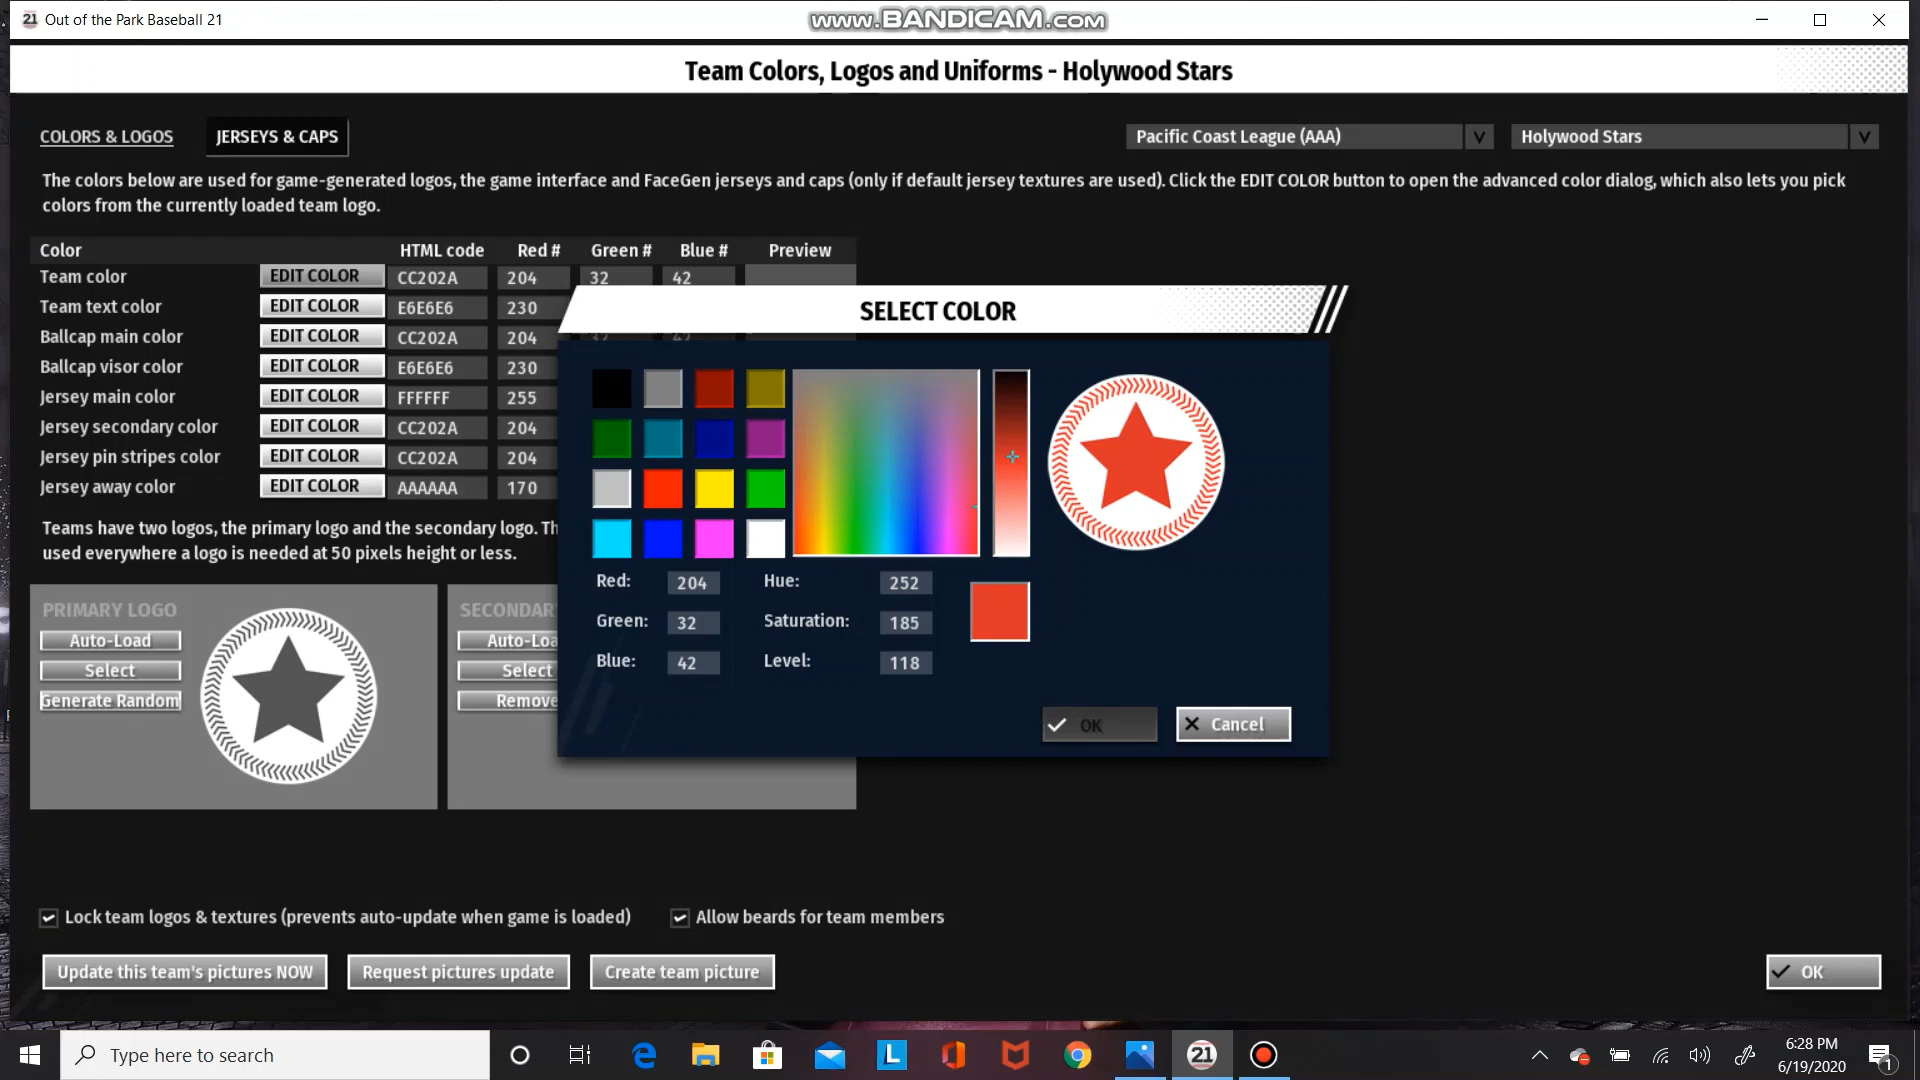 Out of the Park Baseball 21
www.BANDICAM.com
Team Colors, Logos and Uniforms - Holywood Stars
COLORS & LOGOS JERSEYS & CAPS Pacific Coast League (AAA) Holywood Stars
The colors below are used for game-generated logos, the game interface and FaceGen jerseys and caps (only if default jersey textures are used). Click the EDIT COLOR button to open the advanced color dialog, which also lets you pick
colors from the currently loaded team logo.
Color HTML code Red # Green # Blue # Preview
Team color EDIT COLOR CC202A 204 32 42
Team text color EDIT COLOR E6E6E6 230
Ballcap main color EDIT COLOR CC202A 204 32 42
Ballcap visor color EDIT COLOR E6E6E6 230
Jersey main color EDIT COLOR FFFFFF 255
Jersey secondary color EDIT COLOR CC202A 204
Jersey pin stripes color EDIT COLOR CC202A 204
Jersey away color EDIT COLOR AAAAAA 170
Teams have two logos, the primary logo and the secondary logo. Th
used everywhere a logo is needed at 50 pixels height or less.
SELECT COLOR
Red: 204 Hue: 252
Green: 32 Saturation: 185
Blue: 42 Level: 118
OK Cancel
PRIMARY LOGO
Auto-Load
Select
Generate Random
SECONDAR
Auto-Loa
Select
Remove
Lock team logos & textures (prevents auto-update when game is loaded) Allow beards for team members
Update this team's pictures NOW Request pictures update Create team picture OK
Type here to search
21
6:28 PM
6/19/2020
1